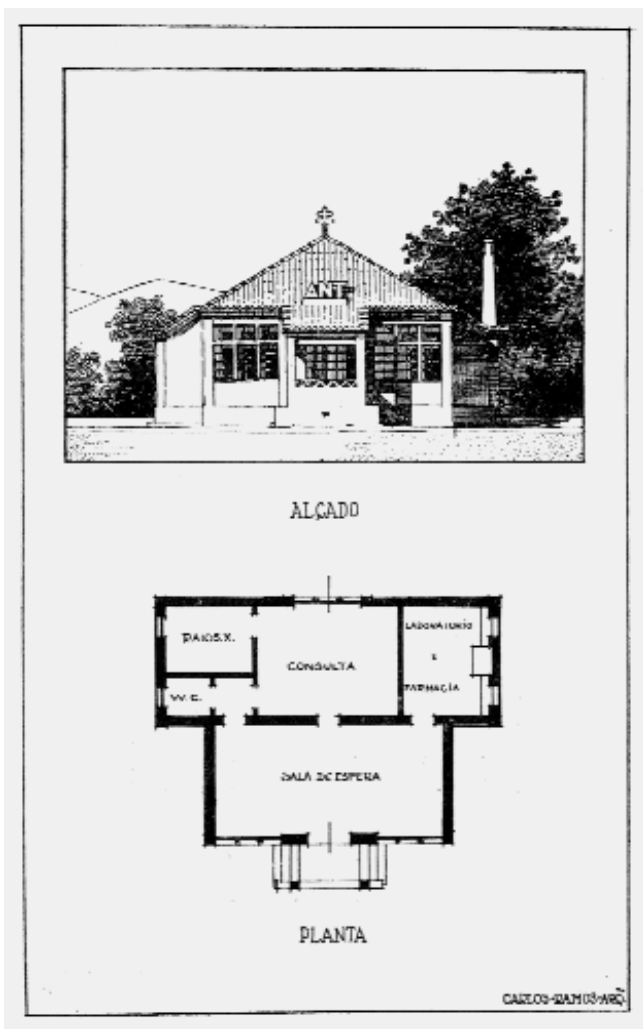 ANT
ALÇADO
RAIOS.X.
LABORATORIO
E
CONSULTA
FARMACIA
W.C.
SALA DE ESPERA
PLANTA
CARLOS-RAMOS-ARQ.